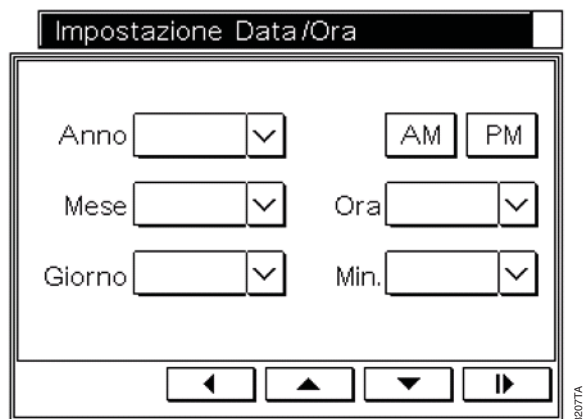 Impostazione Data/Ora
Anno AM PM
Mese Ora
Giorno Min.